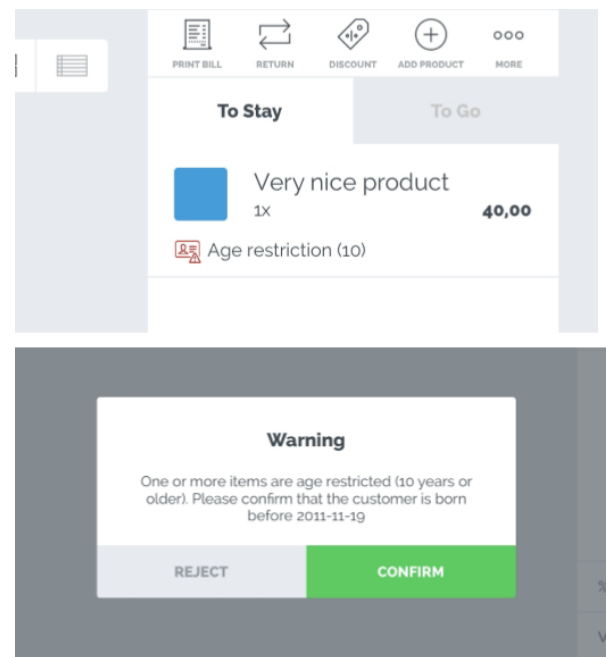 PRINT BILL RETURN DISCOUNT ADD PRODUCT MORE
To Stay To Go
Very nice product
1x 40,00
Age restriction (10)
Warning
One or more items are age restricted (10 years or
older). Please confirm that the customer is born
before 2011-11-19
REJECT CONFIRM
%
V